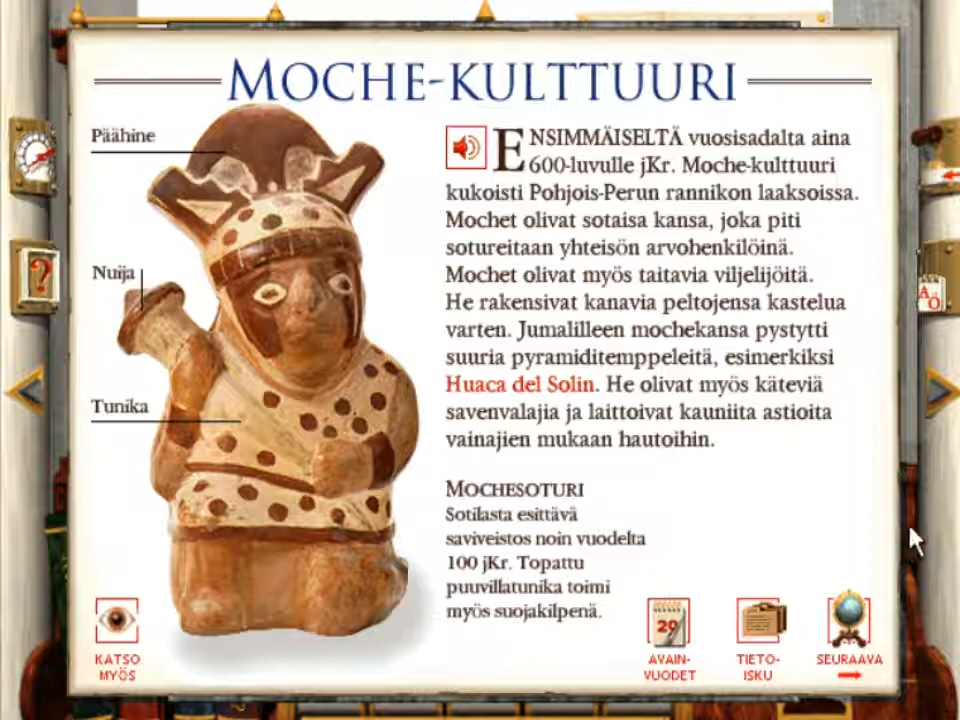 MOCHE-KULTTUURI
Päähine
Nuija
Tunika
ENSIMMÄISELTÄ vuosisadalta aina
600-luvulle jKr. Moche-kulttuuri
kukoisti Pohjois-Perun rannikon laaksoissa.
Mochet olivat sotaisa kansa, joka piti
sotureitaan yhteisön arvohenkilöinä.
Mochet olivat myös taitavia viljelijöitä.
He rakensivat kanavia peltojensa kastelua
varten. Jumalilleen mochekansa pystytti
suuria pyramiditemppeleitä, esimerkiksi
Huaca del Solin. He olivat myös käteviä
savenvalajia ja laittoivat kauniita astioita
vainajien mukaan hautoihin.
MOCHESOTURI
Sotilasta esittävä
saviveistos noin vuodelta
100 jKr. Topattu
puuvillatunika toimi
myös suojakilpenä.
KATSO
MYÖS
29
AVAIN-
VUODET
TIETO-
ISKU
SEURAAVA
?
A
Ö